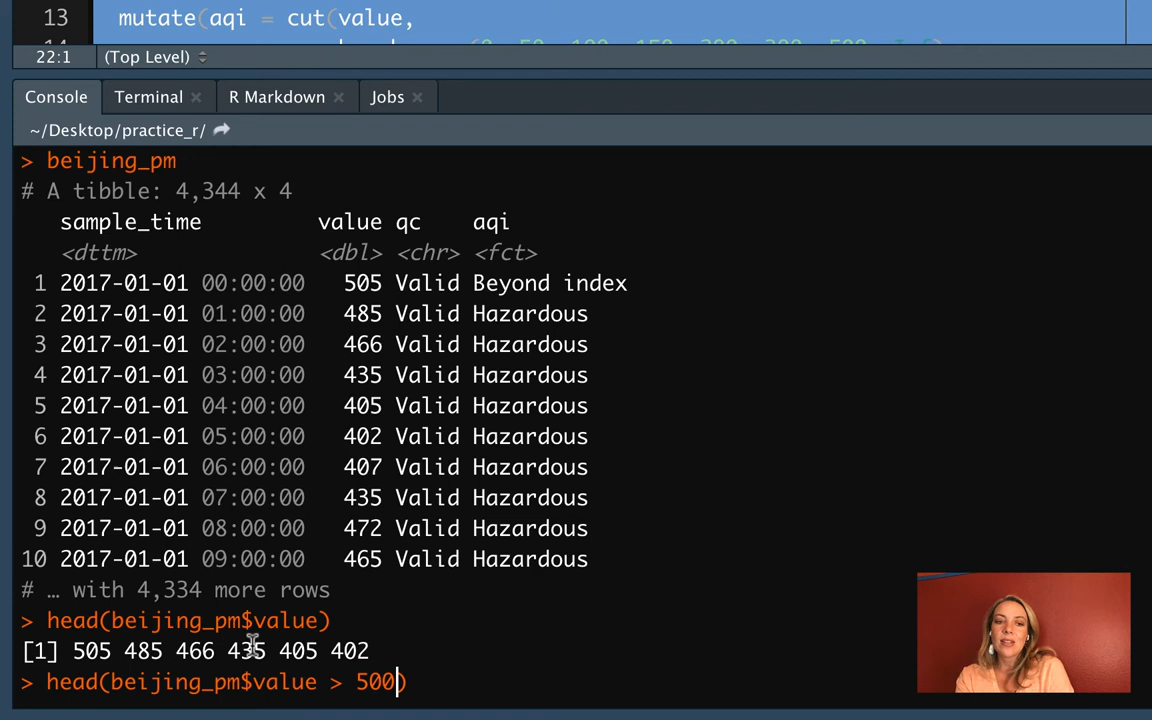 13 mutate(aqi = cut(value,
22:1 (Top Level)
Console Terminal R Markdown Jobs
~/Desktop/practice_r/
> beijing_pm
# A tibble: 4,344 x 4
sample_time value qc aqi
<dttm> <dbl> <chr> <fct>
1 2017-01-01 00:00:00 505 Valid Beyond index
2 2017-01-01 01:00:00 485 Valid Hazardous
3 2017-01-01 02:00:00 466 Valid Hazardous
4 2017-01-01 03:00:00 435 Valid Hazardous
5 2017-01-01 04:00:00 405 Valid Hazardous
6 2017-01-01 05:00:00 402 Valid Hazardous
7 2017-01-01 06:00:00 407 Valid Hazardous
8 2017-01-01 07:00:00 435 Valid Hazardous
9 2017-01-01 08:00:00 472 Valid Hazardous
10 2017-01-01 09:00:00 465 Valid Hazardous
# … with 4,334 more rows
> head(beijing_pm$value)
[1] 505 485 466 435 405 402
> head(beijing_pm$value > 500)